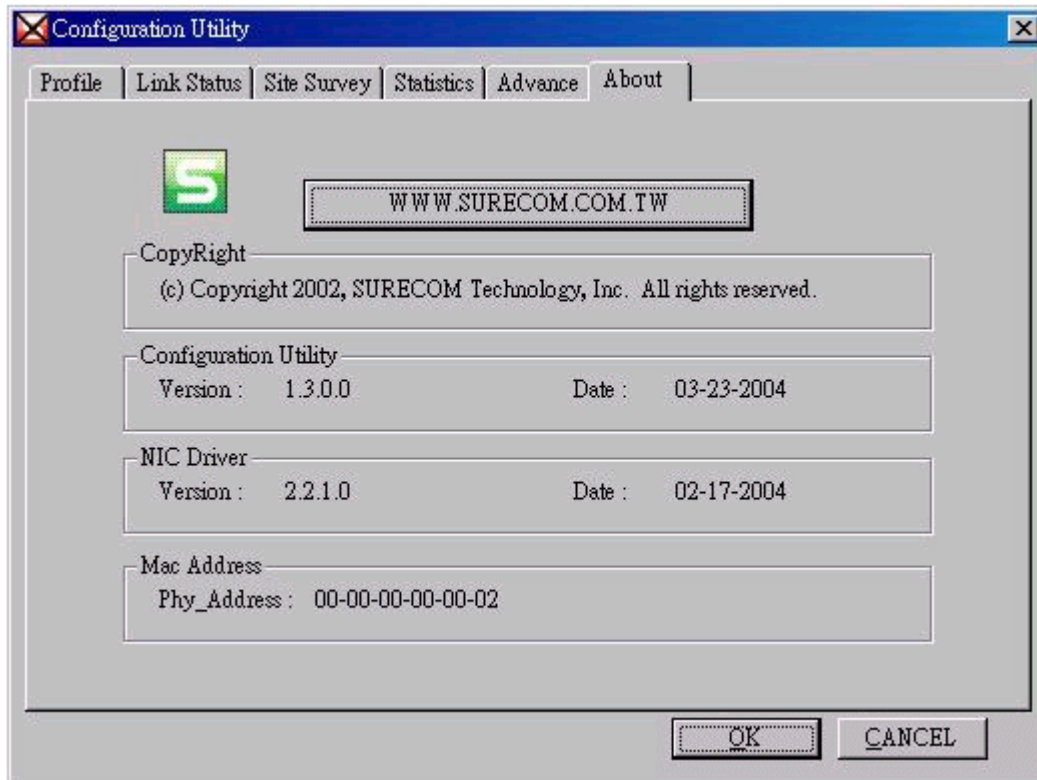 Configuration Utility
Profile Link Status Site Survey Statistics Advance About
S
WWW.SURECOM.COM.TW
CopyRight
(c) Copyright 2002, SURECOM Technology, Inc. All rights reserved.
Configuration Utility
Version : 1.3.0.0 Date : 03-23-2004
NIC Driver
Version : 2.2.1.0 Date : 02-17-2004
Mac Address
Phy_Address : 00-00-00-00-00-02
OK CANCEL